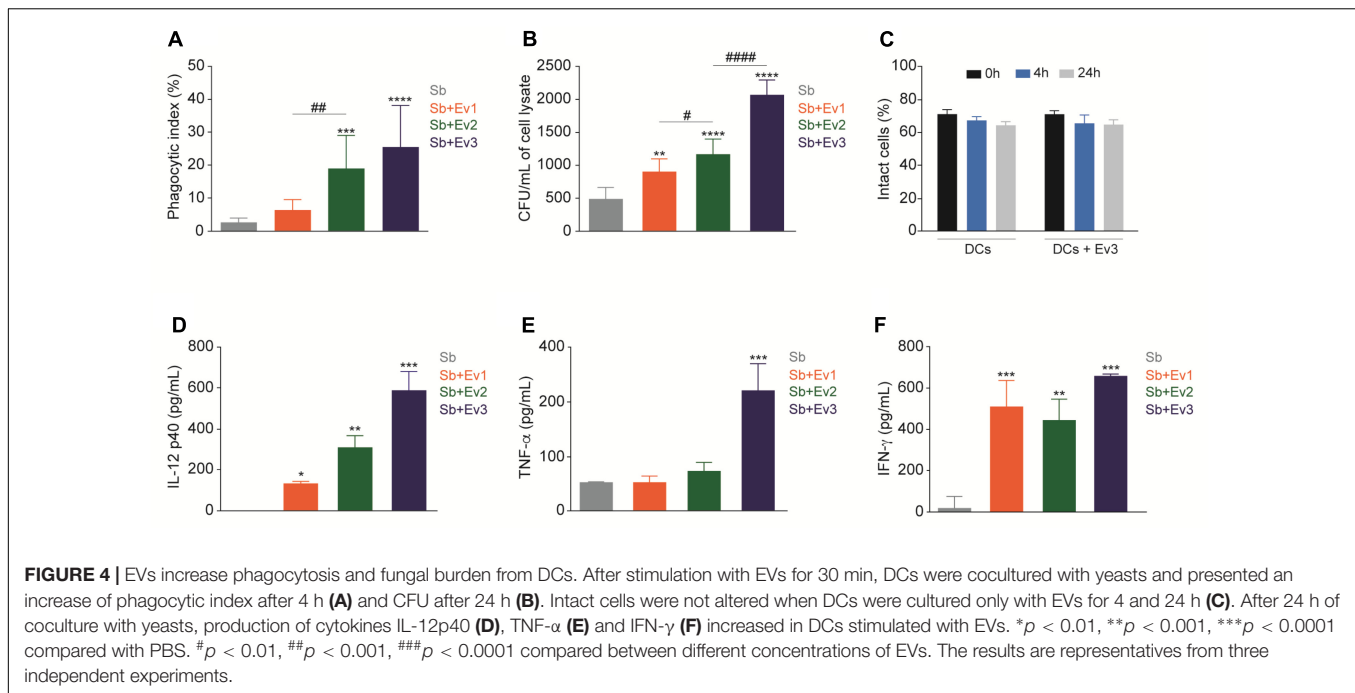 A
Phagocytic index (%)
50
40
30
20
10
0
##
***
****
Sb
Sb+Ev1
Sb+Ev2
Sb+Ev3
B
CFU/mL of cell lysate
2500
2000
1500
1000
500
0
####
#
**
****
****
Sb
Sb+Ev1
Sb+Ev2
Sb+Ev3
C
0h 4h 24h
Intact cells (%)
100
80
60
40
20
0
DCs DCs + Ev3
D
IL-12 p40 (pg/mL)
800
600
400
200
0
*
**
***
Sb
Sb+Ev1
Sb+Ev2
Sb+Ev3
E
TNF-α (pg/mL)
400
200
100
50
0
***
Sb
Sb+Ev1
Sb+Ev2
Sb+Ev3
F
IFN-γ (pg/mL)
800
600
400
200
0
***
**
***
Sb
Sb+Ev1
Sb+Ev2
Sb+Ev3
FIGURE 4 | EVs increase phagocytosis and fungal burden from DCs. After stimulation with EVs for 30 min, DCs were cocultured with yeasts and presented an
increase of phagocytic index after 4 h (A) and CFU after 24 h (B). Intact cells were not altered when DCs were cultured only with EVs for 4 and 24 h (C). After 24 h of
coculture with yeasts, production of cytokines IL-12p40 (D), TNF-α (E) and IFN-γ (F) increased in DCs stimulated with EVs. *p < 0.01, **p < 0.001, ***p < 0.0001
compared with PBS. #p < 0.01, ##p < 0.001, ###p < 0.0001 compared between different concentrations of EVs. The results are representatives from three
independent experiments.